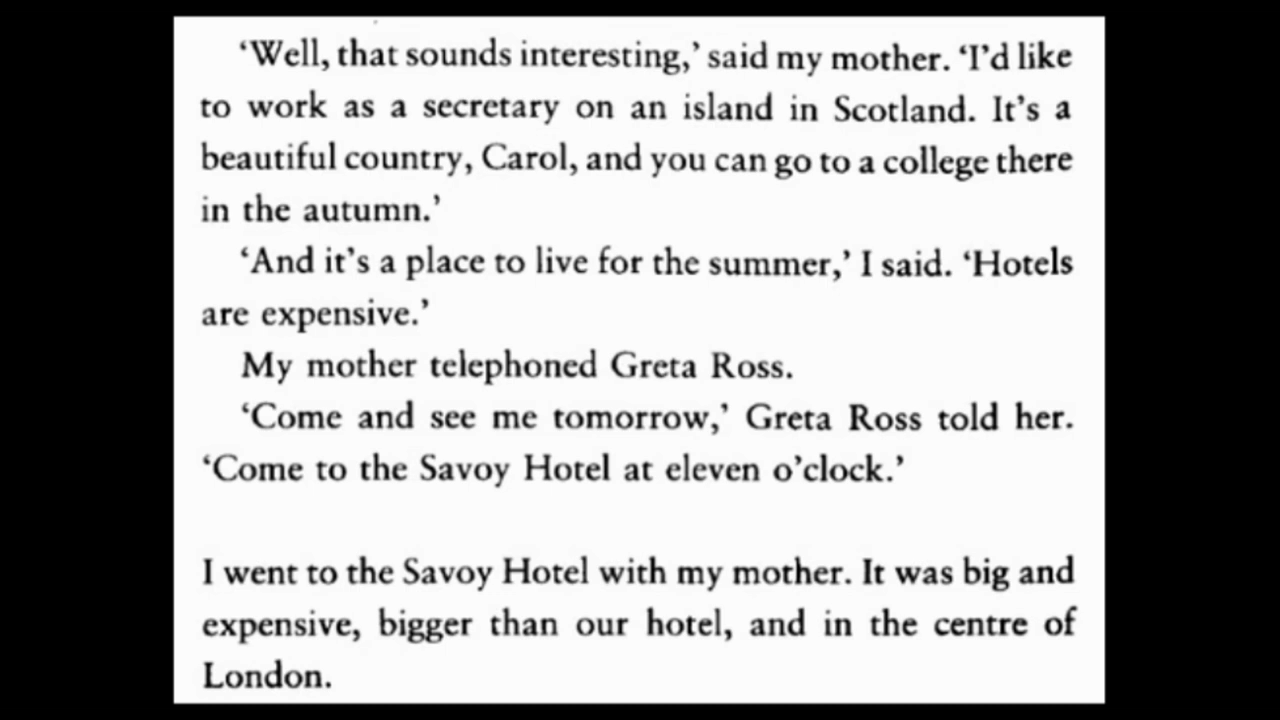 ‘Well, that sounds interesting,’ said my mother. ‘I’d like
to work as a secretary on an island in Scotland. It’s a
beautiful country, Carol, and you can go to a college there
in the autumn.’
‘And it’s a place to live for the summer,’ I said. ‘Hotels
are expensive.’
My mother telephoned Greta Ross.
‘Come and see me tomorrow,’ Greta Ross told her.
‘Come to the Savoy Hotel at eleven o’clock.’
I went to the Savoy Hotel with my mother. It was big and
expensive, bigger than our hotel, and in the centre of
London.